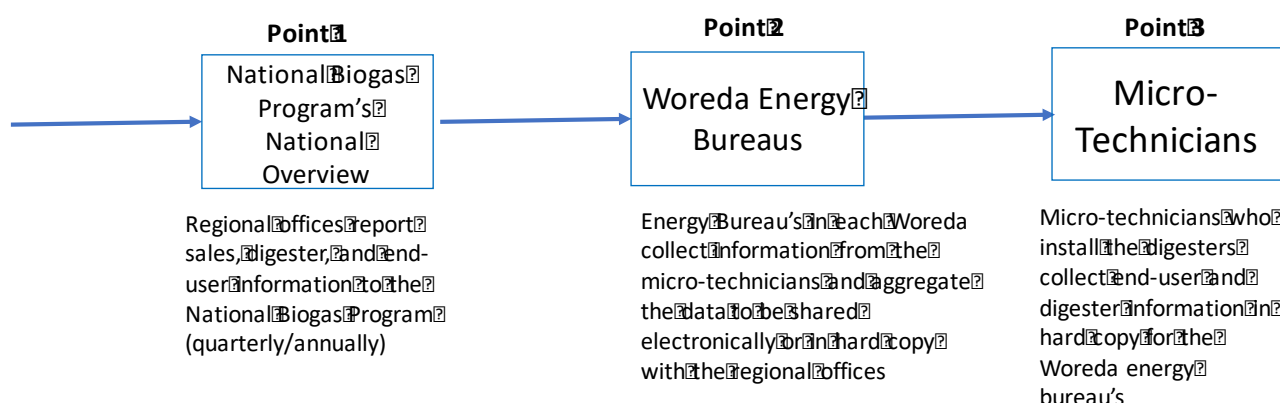 Point 1
National Biogas
Program's
National
Overview
Regional offices report
sales, digester, and end-
user information to the
National Biogas Program
(quarterly/annually)
Point 2
Woreda Energy
Bureaus
Energy Bureau's in each Woreda
collect information from the
micro-technicians and aggregate
the data to be shared
electronically or in hard copy
with the regional offices
Point 3
Micro-
Technicians
Micro-technicians who
install the digesters
collect end-user and
digester information in
hard copy for the
Woreda energy
bureau's